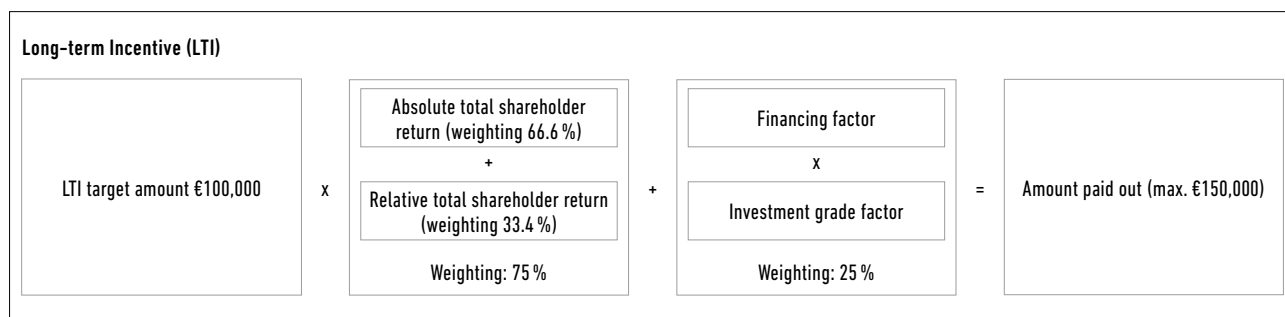 Long-term Incentive (LTI)
LTI target amount €100,000
x
Absolute total shareholder
return (weighting 66.6 %)
+
Relative total shareholder return
(weighting 33.4 %)
Weighting: 75 %
+
Financing factor
x
Investment grade factor
Weighting: 25 %
=
Amount paid out (max. €150,000)